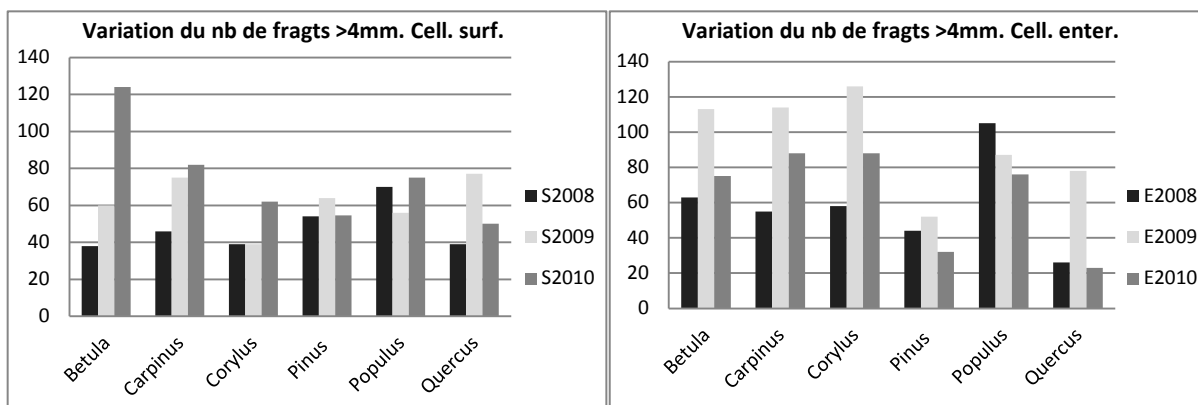 Variation du nb de fragts >4mm. Cell. surf.
140
120
100
80
60
40
20
0
Betula
Carpinus
Corylus
Pinus
Populus
Quercus
S2008
S2009
S2010
Variation du nb de fragts >4mm. Cell. enter.
140
120
100
80
60
40
20
0
Betula
Carpinus
Corylus
Pinus
Populus
Quercus
E2008
E2009
E2010